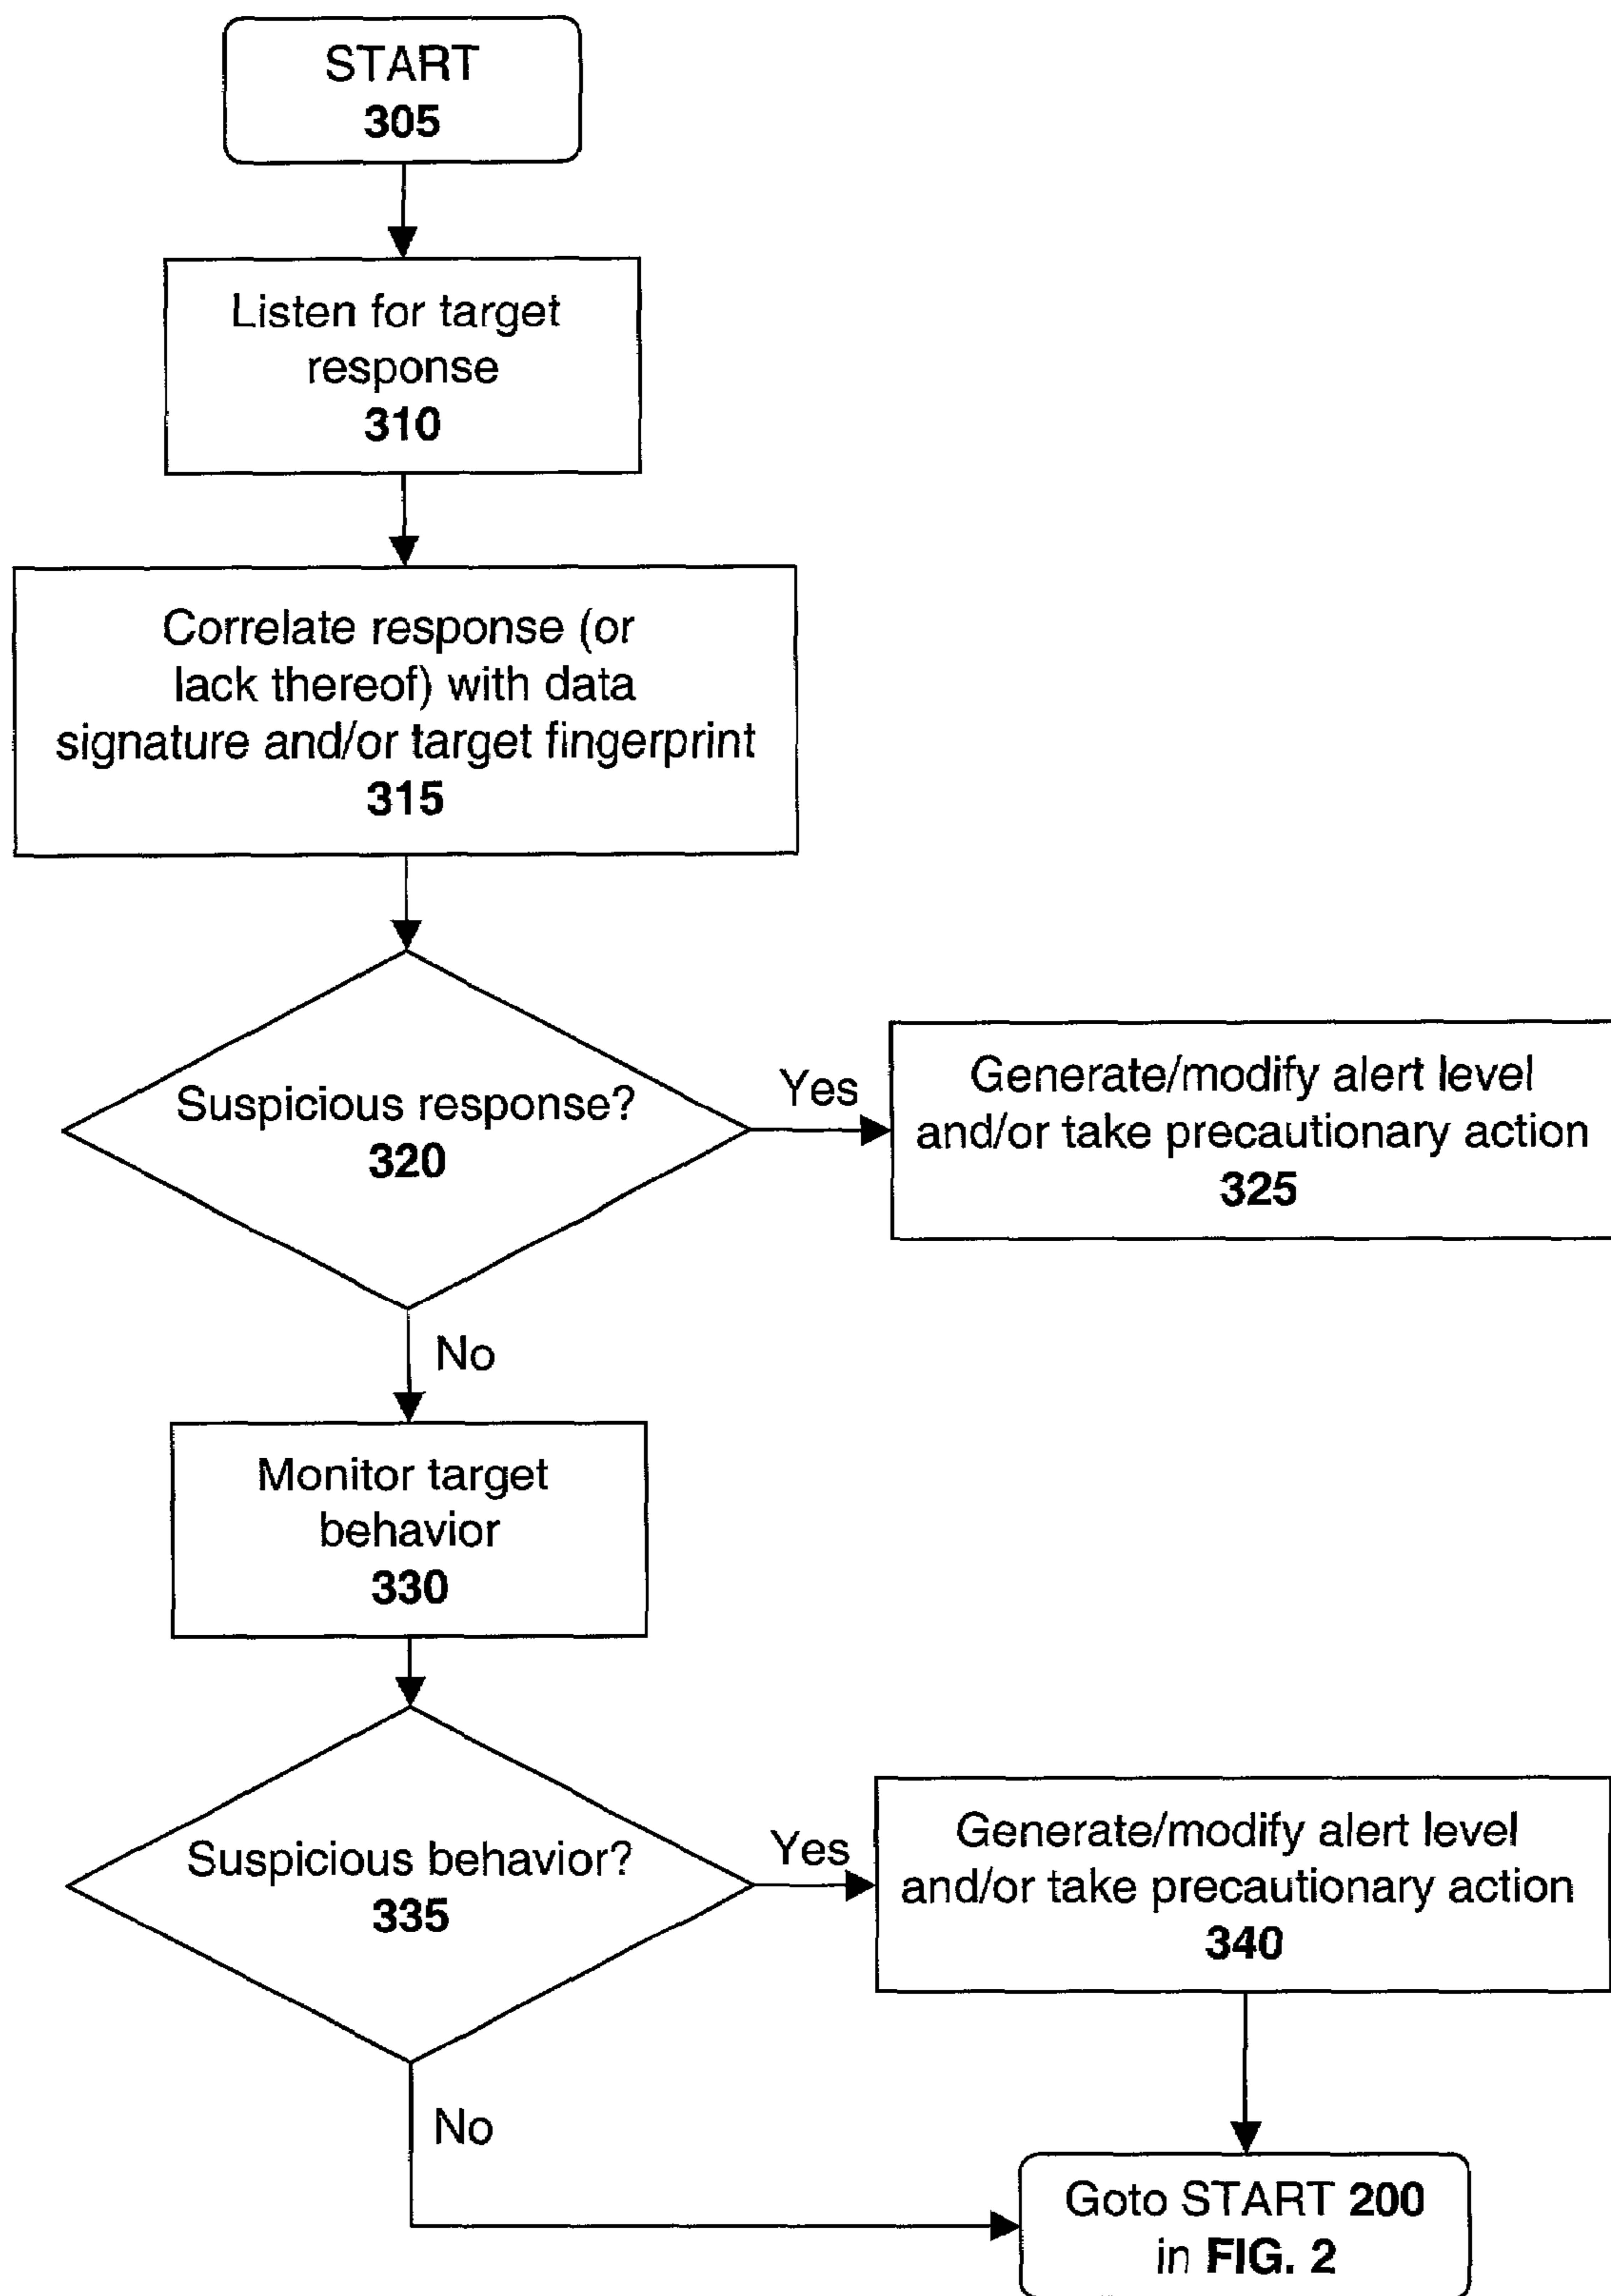 START
305
Listen for target
response
310
Correlate response (or
lack thereof) with data
signature and/or target fingerprint
315
Suspicious response?
320
Yes
Generate/modify alert level
and/or take precautionary action
325
No
Monitor target
behavior
330
Suspicious behavior?
335
Yes
Generate/modify alert level
and/or take precautionary action
340
No
Goto START 200
in FIG. 2